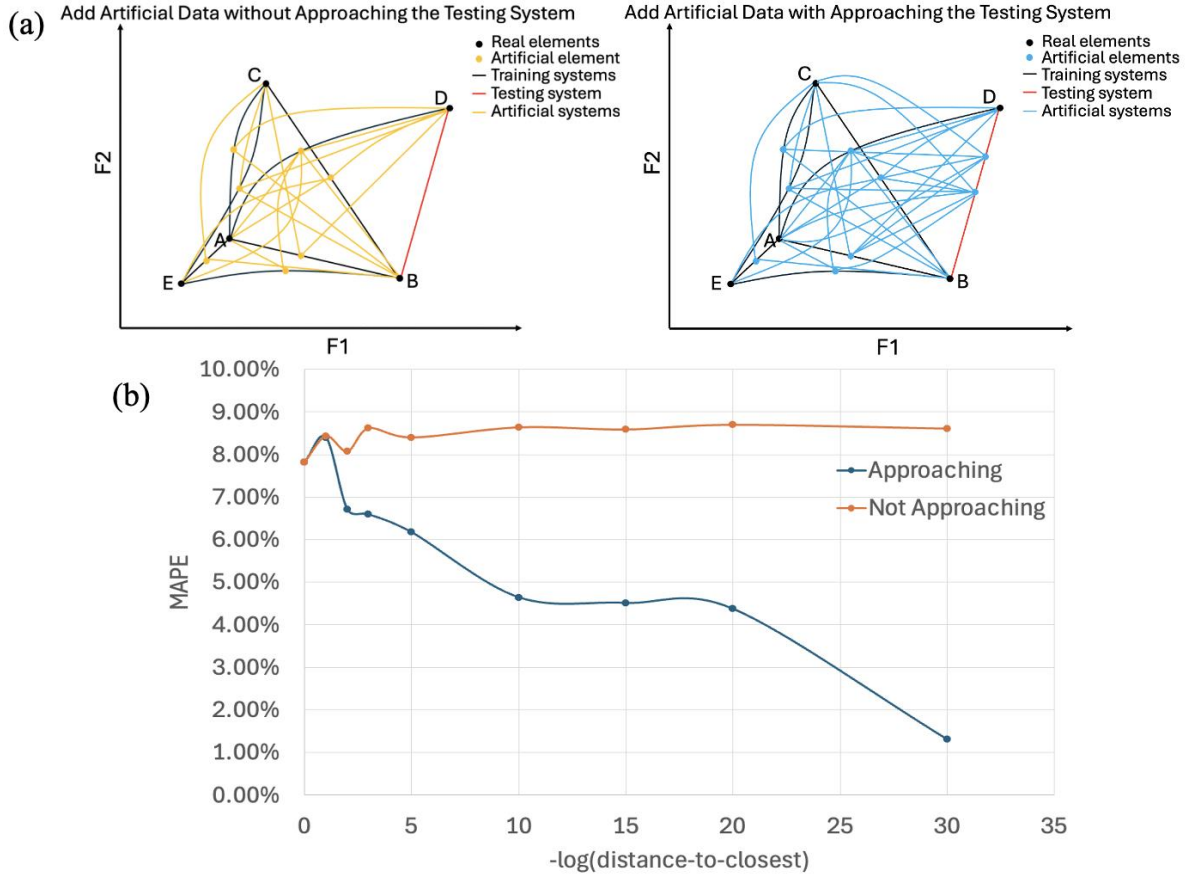 (a)
Add Artificial Data without Approaching the Testing System
Real elements
Artificial element
Training systems
Testing system
Artificial systems
C
D
A
E
B
F2
F1
Add Artificial Data with Approaching the Testing System
Real elements
Artificial elements
Training systems
Testing system
Artificial systems
C
D
A
E
B
F2
F1
(b)
10.00%
9.00%
8.00%
7.00%
6.00%
5.00%
4.00%
3.00%
2.00%
1.00%
0.00%
MAPE
Approaching
Not Approaching
0 5 10 15 20 25 30 35
-log(distance-to-closest)